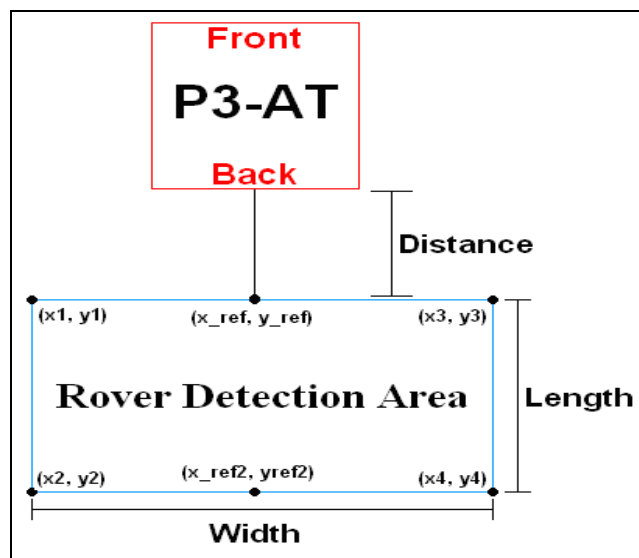 Front
P3-AT
Back
Distance
(x1, y1)
(x_ref, y_ref)
(x3, y3)
Rover Detection Area
Length
(x2, y2)
(x_ref2, yref2)
(x4, y4)
Width